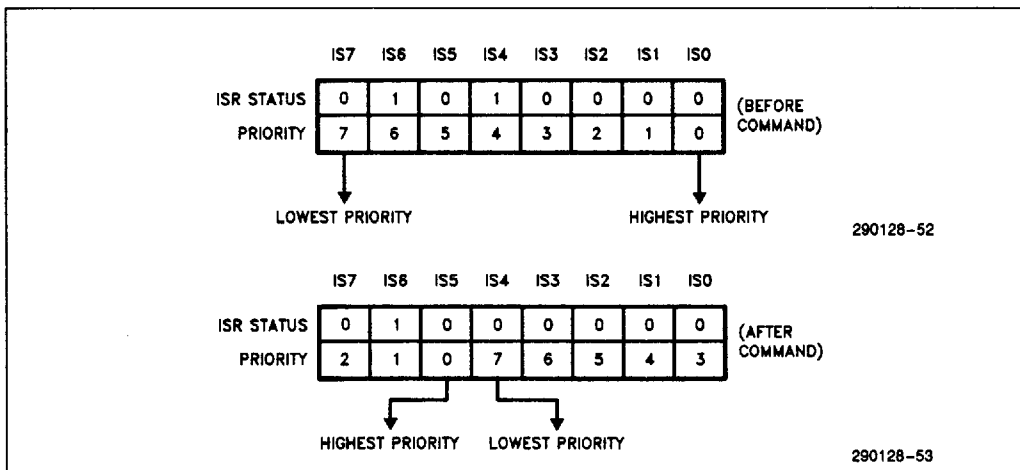 IS7 IS6 IS5 IS4 IS3 IS2 IS1 IS0
ISR STATUS 0 1 0 1 0 0 0 0
PRIORITY 7 6 5 4 3 2 1 0
(BEFORE
COMMAND)
LOWEST PRIORITY HIGHEST PRIORITY
290128-52
IS7 IS6 IS5 IS4 IS3 IS2 IS1 IS0
ISR STATUS 0 1 0 0 0 0 0 0
PRIORITY 2 1 0 7 6 5 4 3
(AFTER
COMMAND)
HIGHEST PRIORITY LOWEST PRIORITY
290128-53